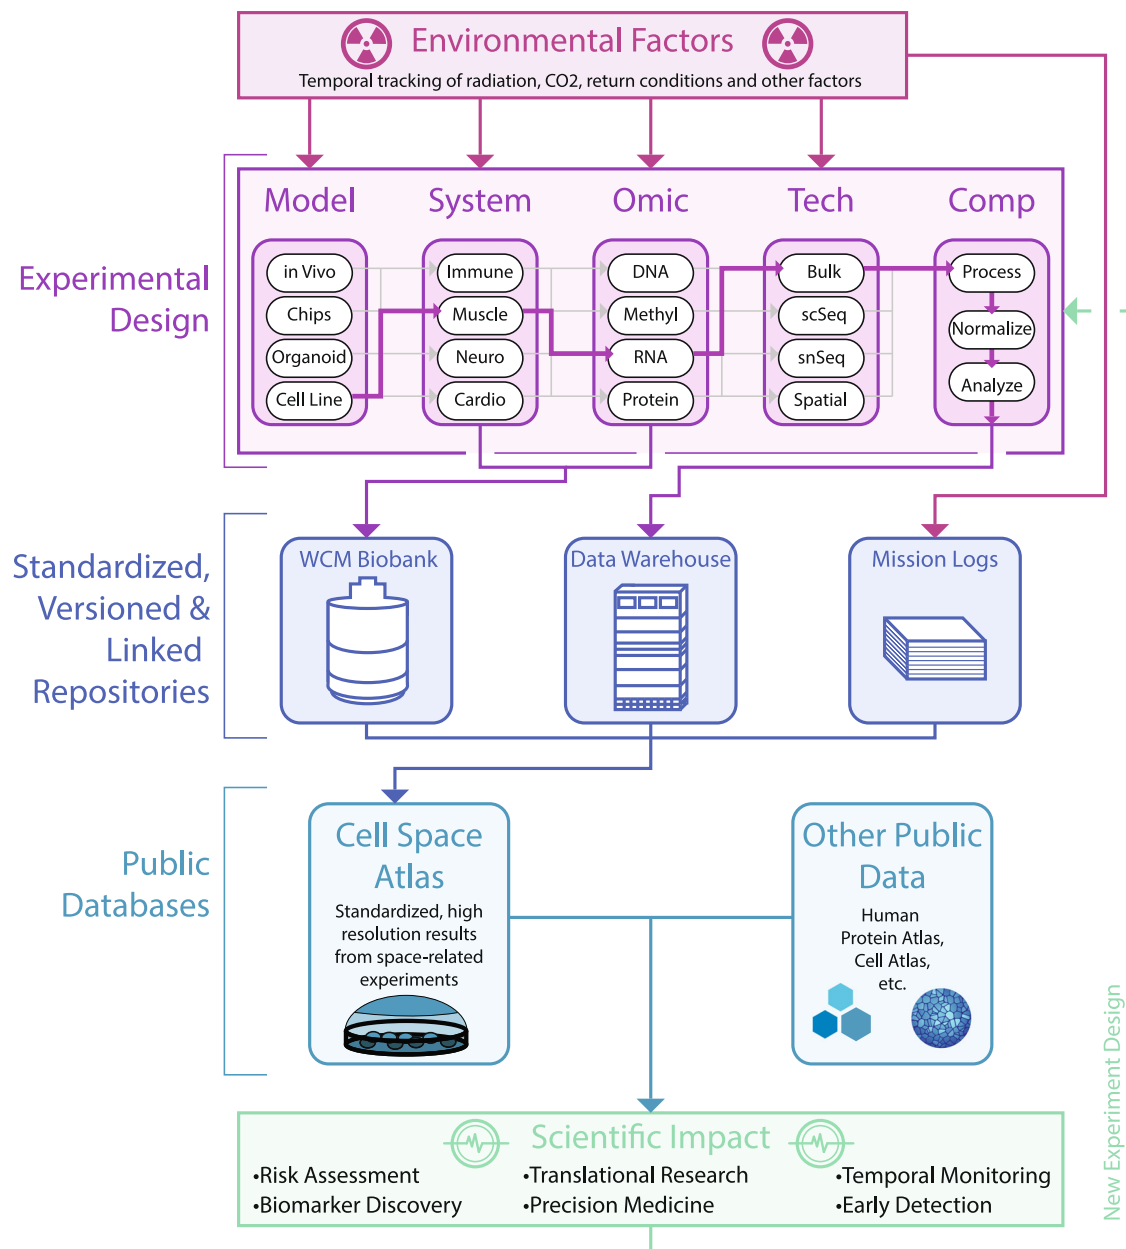 Environmental Factors
Temporal tracking of radiation, CO2, return conditions and other factors
Experimental
Design
Model
in Vivo
Chips
Organoid
Cell Line
System
Immune
Muscle
Neuro
Cardio
Omic
DNA
Methyl
RNA
Protein
Tech
Bulk
scSeq
snSeq
Spatial
Comp
Process
Normalize
Analyze
Standardized,
Versioned &
Linked
Repositories
WCM Biobank
Data Warehouse
Mission Logs
Public
Databases
Cell Space
Atlas
Standardized, high
resolution results
from space-related
experiments
Other Public
Data
Human
Protein Atlas,
Cell Atlas,
etc.
Scientific Impact
•Risk Assessment
•Biomarker Discovery
•Translational Research
•Precision Medicine
•Temporal Monitoring
•Early Detection
New Experiment Design